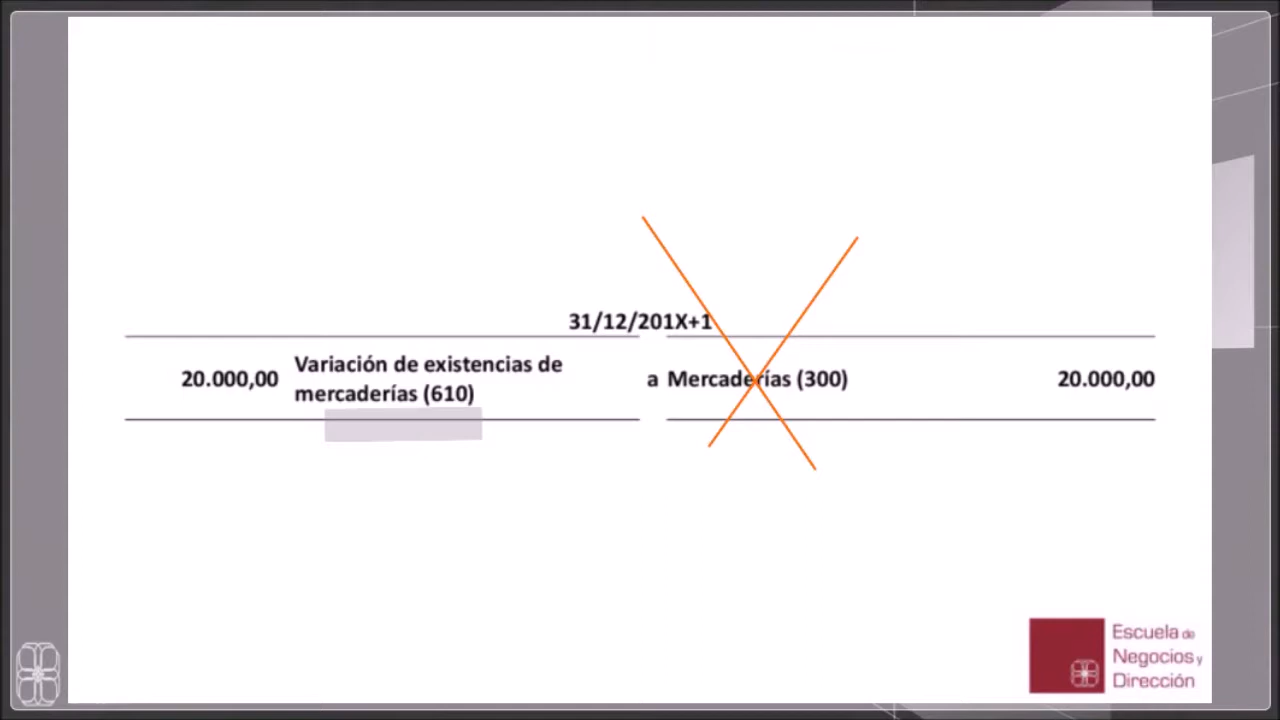 31/12/201X+1
20.000,00 Variación de existencias de mercaderías (610) a Mercaderías (300) 20.000,00
Escuela de
Negocios y
Dirección